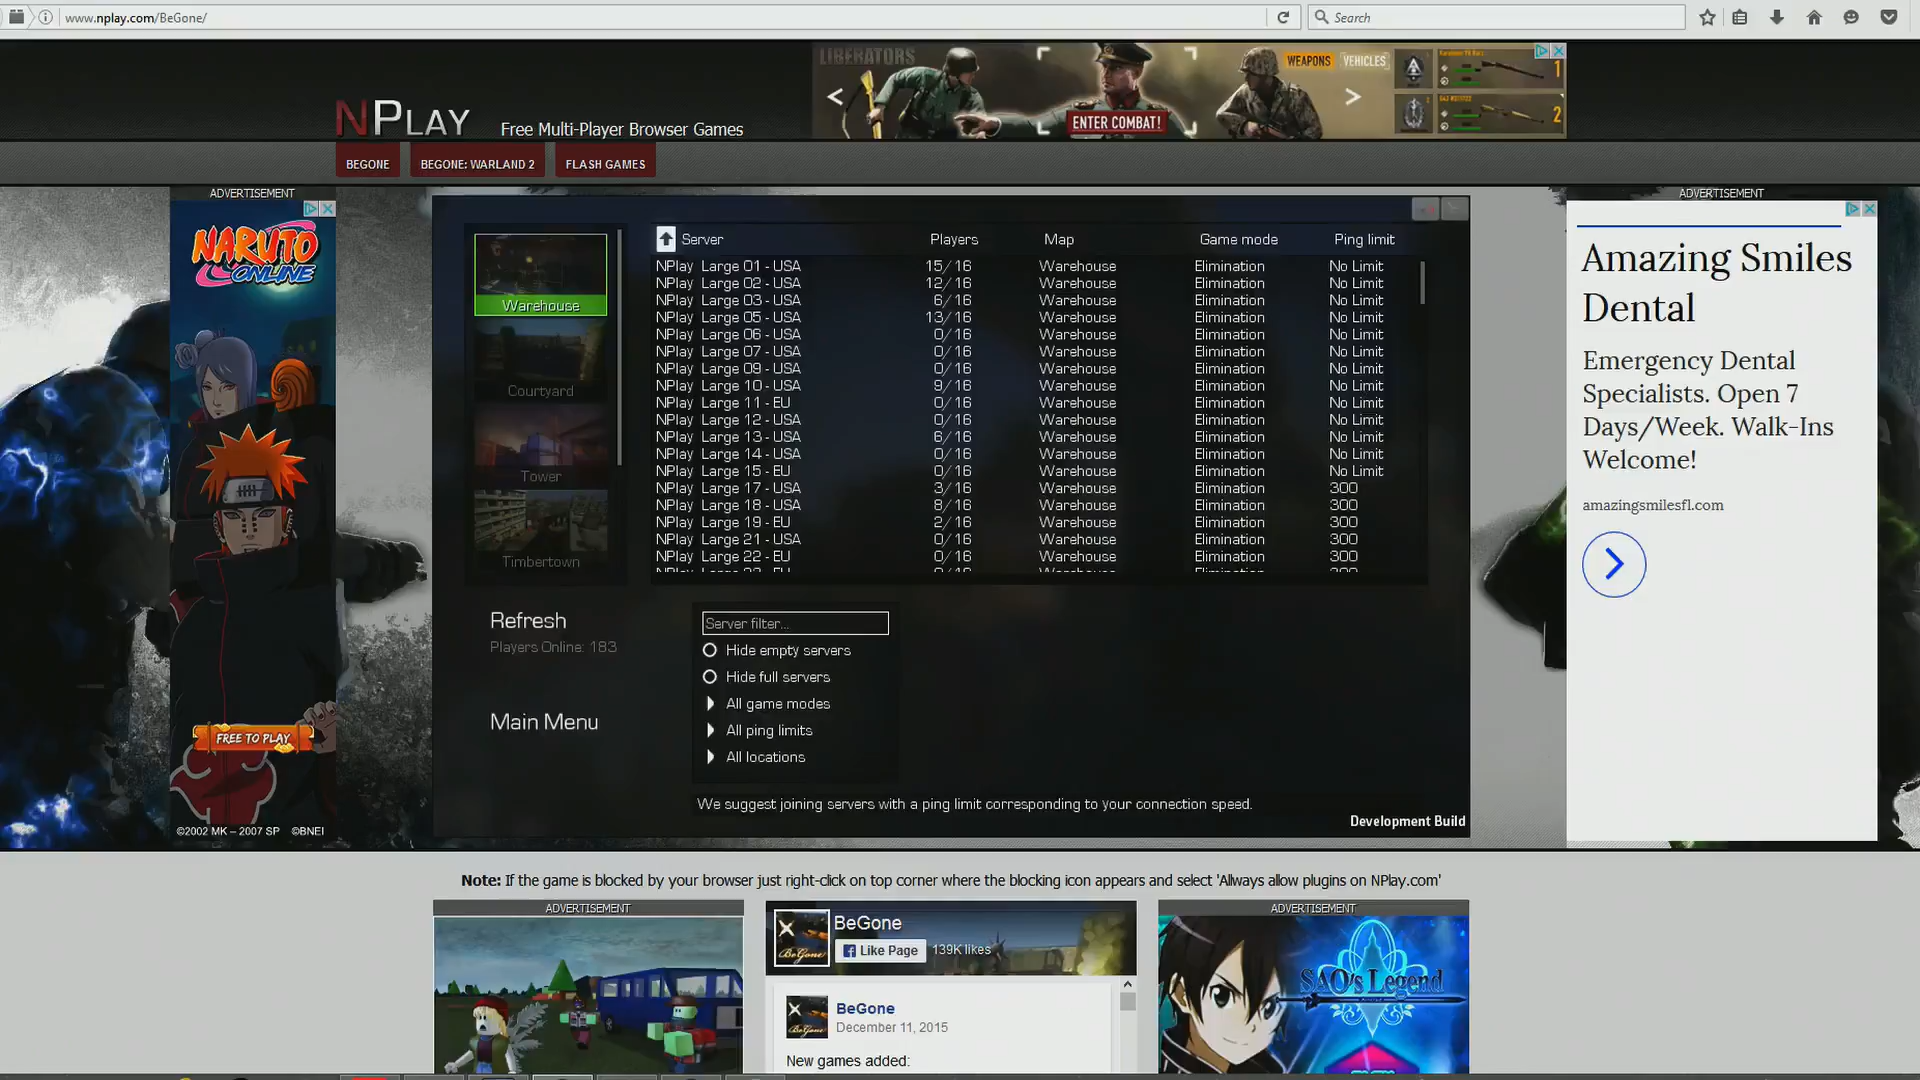 www.nplay.com/BeGone/
Search
LIBERATORS
WEAPONS
VEHICLES
1
ENTER COMBAT!
2
NPLAY
Free Multi-Player Browser Games
BEGONE
BEGONE: WARLAND 2
FLASH GAMES
ADVERTISEMENT
NARUTO
ONLINE
FREE TO PLAY
©2002 MK – 2007 SP ©BNEI
Warehouse
Courtyard
Tower
Timbertown
Server Players Map Game mode Ping limit
NPlay Large 01 - USA 15/16 Warehouse Elimination No Limit
NPlay Large 02 - USA 12/16 Warehouse Elimination No Limit
NPlay Large 03 - USA 6/16 Warehouse Elimination No Limit
NPlay Large 05 - USA 13/16 Warehouse Elimination No Limit
NPlay Large 06 - USA 0/16 Warehouse Elimination No Limit
NPlay Large 07 - USA 0/16 Warehouse Elimination No Limit
NPlay Large 09 - USA 0/16 Warehouse Elimination No Limit
NPlay Large 10 - USA 9/16 Warehouse Elimination No Limit
NPlay Large 11 - EU 0/16 Warehouse Elimination No Limit
NPlay Large 12 - USA 0/16 Warehouse Elimination No Limit
NPlay Large 13 - USA 6/16 Warehouse Elimination No Limit
NPlay Large 14 - USA 0/16 Warehouse Elimination No Limit
NPlay Large 15 - EU 0/16 Warehouse Elimination No Limit
NPlay Large 17 - USA 3/16 Warehouse Elimination 300
NPlay Large 18 - USA 8/16 Warehouse Elimination 300
NPlay Large 19 - EU 2/16 Warehouse Elimination 300
NPlay Large 21 - USA 0/16 Warehouse Elimination 300
NPlay Large 22 - EU 0/16 Warehouse Elimination 300
Refresh
Players Online: 183
Main Menu
Server filter...
Hide empty servers
Hide full servers
All game modes
All ping limits
All locations
We suggest joining servers with a ping limit corresponding to your connection speed.
Development Build
ADVERTISEMENT
Amazing Smiles
Dental
Emergency Dental
Specialists. Open 7
Days/Week. Walk-Ins
Welcome!
amazingsmilesfl.com
Note: If the game is blocked by your browser just right-click on top corner where the blocking icon appears and select 'Allways allow plugins on NPlay.com'
ADVERTISEMENT
BeGone
BeGone
Like Page
139K likes
BeGone
December 11, 2015
New games added:
ADVERTISEMENT
SAO's Legend